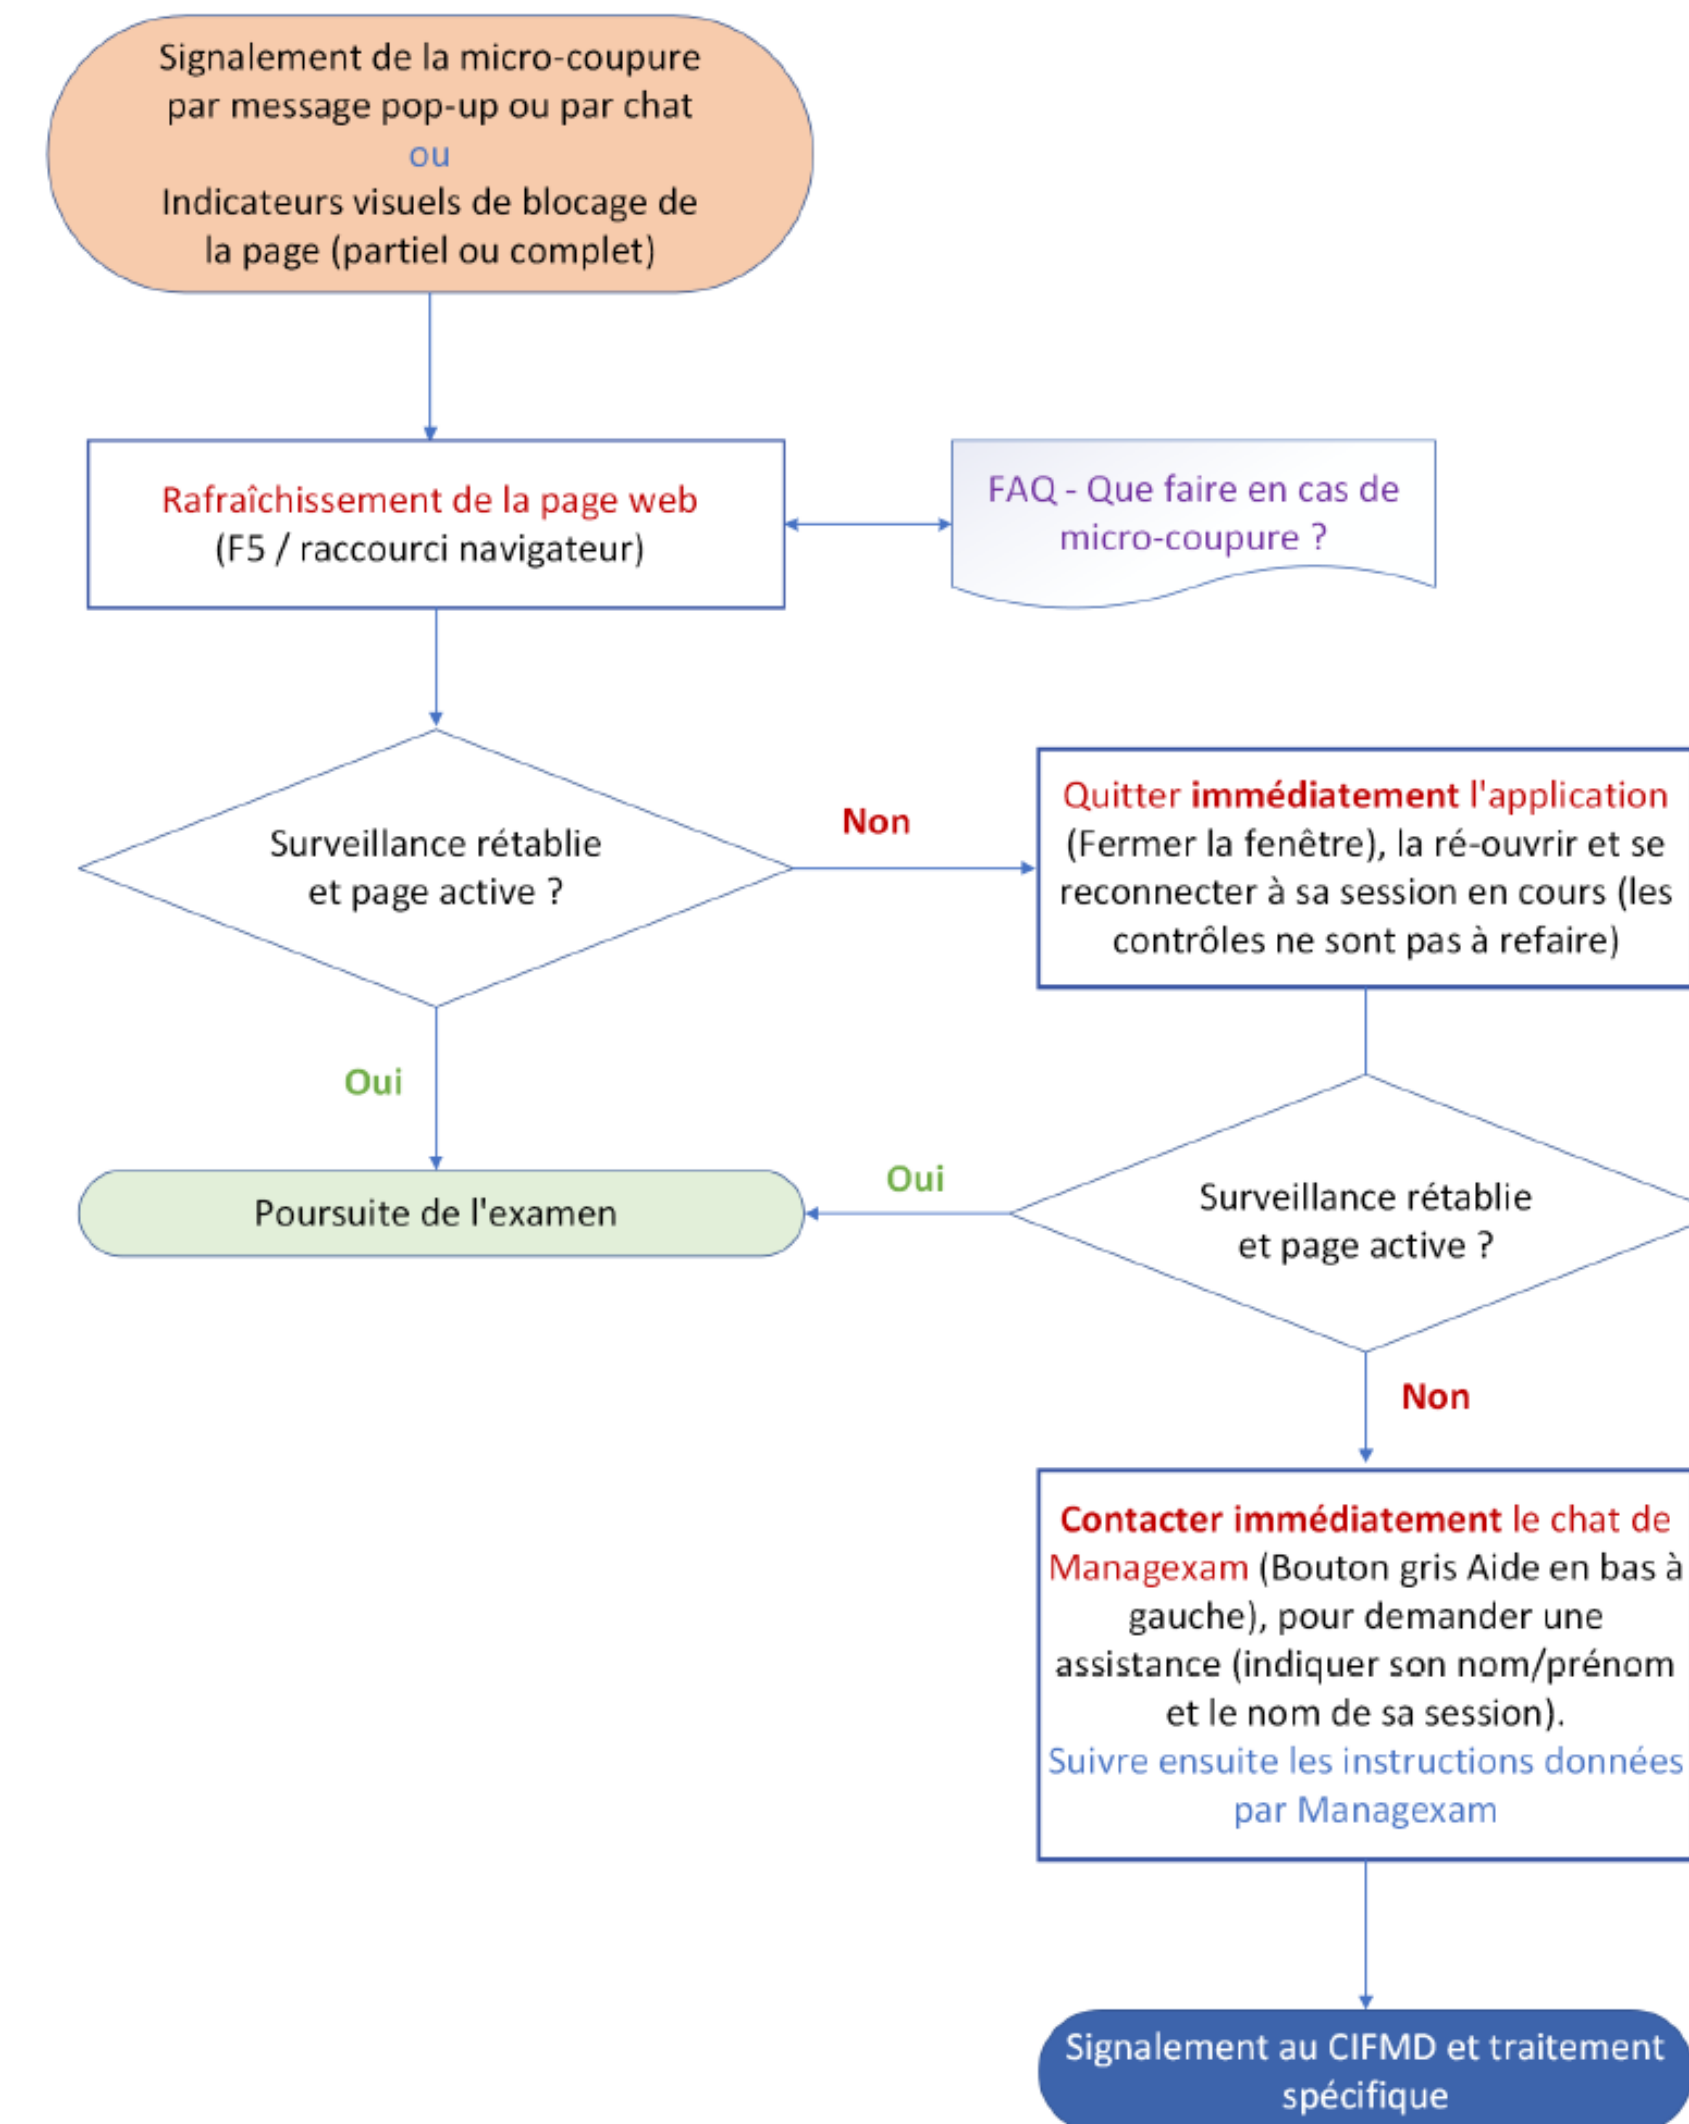 Signalement de la micro-coupure
par message pop-up ou par chat
ou
Indicateurs visuels de blocage de
la page (partiel ou complet)
Rafraîchissement de la page web
(F5 / raccourci navigateur)
FAQ - Que faire en cas de
micro-coupure ?
Surveillance rétablie
et page active ?
Non
Quitter immédiatement l'application
(Fermer la fenêtre), la ré-ouvrir et se
reconnecter à sa session en cours (les
contrôles ne sont pas à refaire)
Oui
Poursuite de l'examen
Oui
Surveillance rétablie
et page active ?
Non
Contacter immédiatement le chat de
Managexam (Bouton gris Aide en bas à
gauche), pour demander une
assistance (indiquer son nom/prénom
et le nom de sa session).
Suivre ensuite les instructions données
par Managexam
Signalement au CIFMD et traitement
spécifique